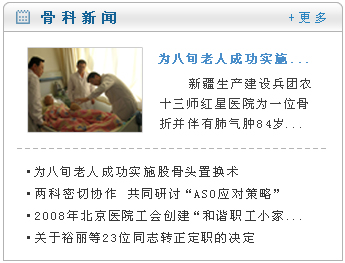 骨科新闻
+更多
为八旬老人成功实施...
新疆生产建设兵团农
十三师红星医院为一位骨
折并伴有肺气肿84岁...
·为八旬老人成功实施股骨头置换术
·两科密切协作 共同研讨“ASO应对策略”
·2008年北京医院工会创建“和谐职工小家...
·关于裕丽等23位同志转正定职的决定